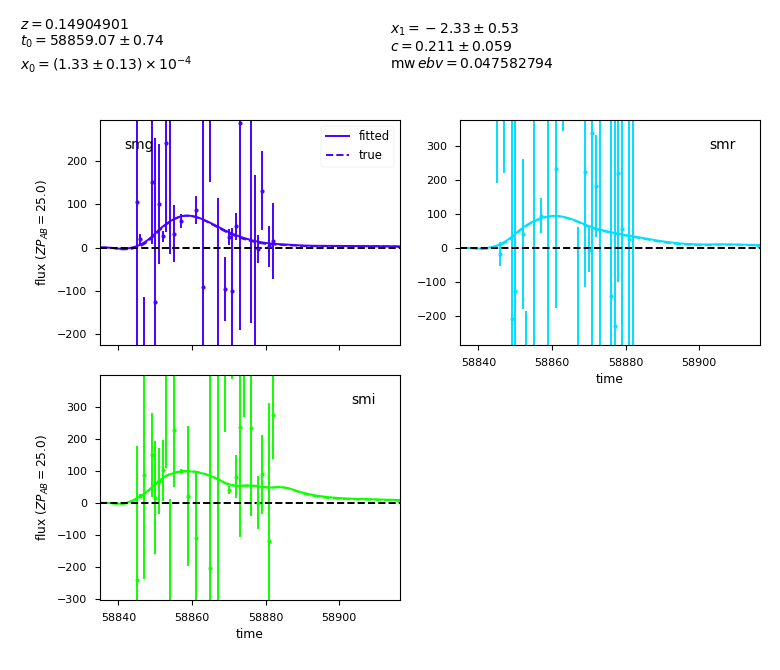 z = 0.14904901
t₀ = 58859.07 ± 0.74
x₀ = (1.33 ± 0.13) × 10⁻⁴
x₁ = −2.33 ± 0.53
c = 0.211 ± 0.059
mw ebv = 0.047582794
smg
fitted
true
200
100
0
−100
−200
flux (ZP_AB = 25.0)
smr
300
200
100
0
−100
−200
58840 58860 58880 58900
time
smi
300
200
100
0
−100
−200
−300
flux (ZP_AB = 25.0)
58840 58860 58880 58900
time